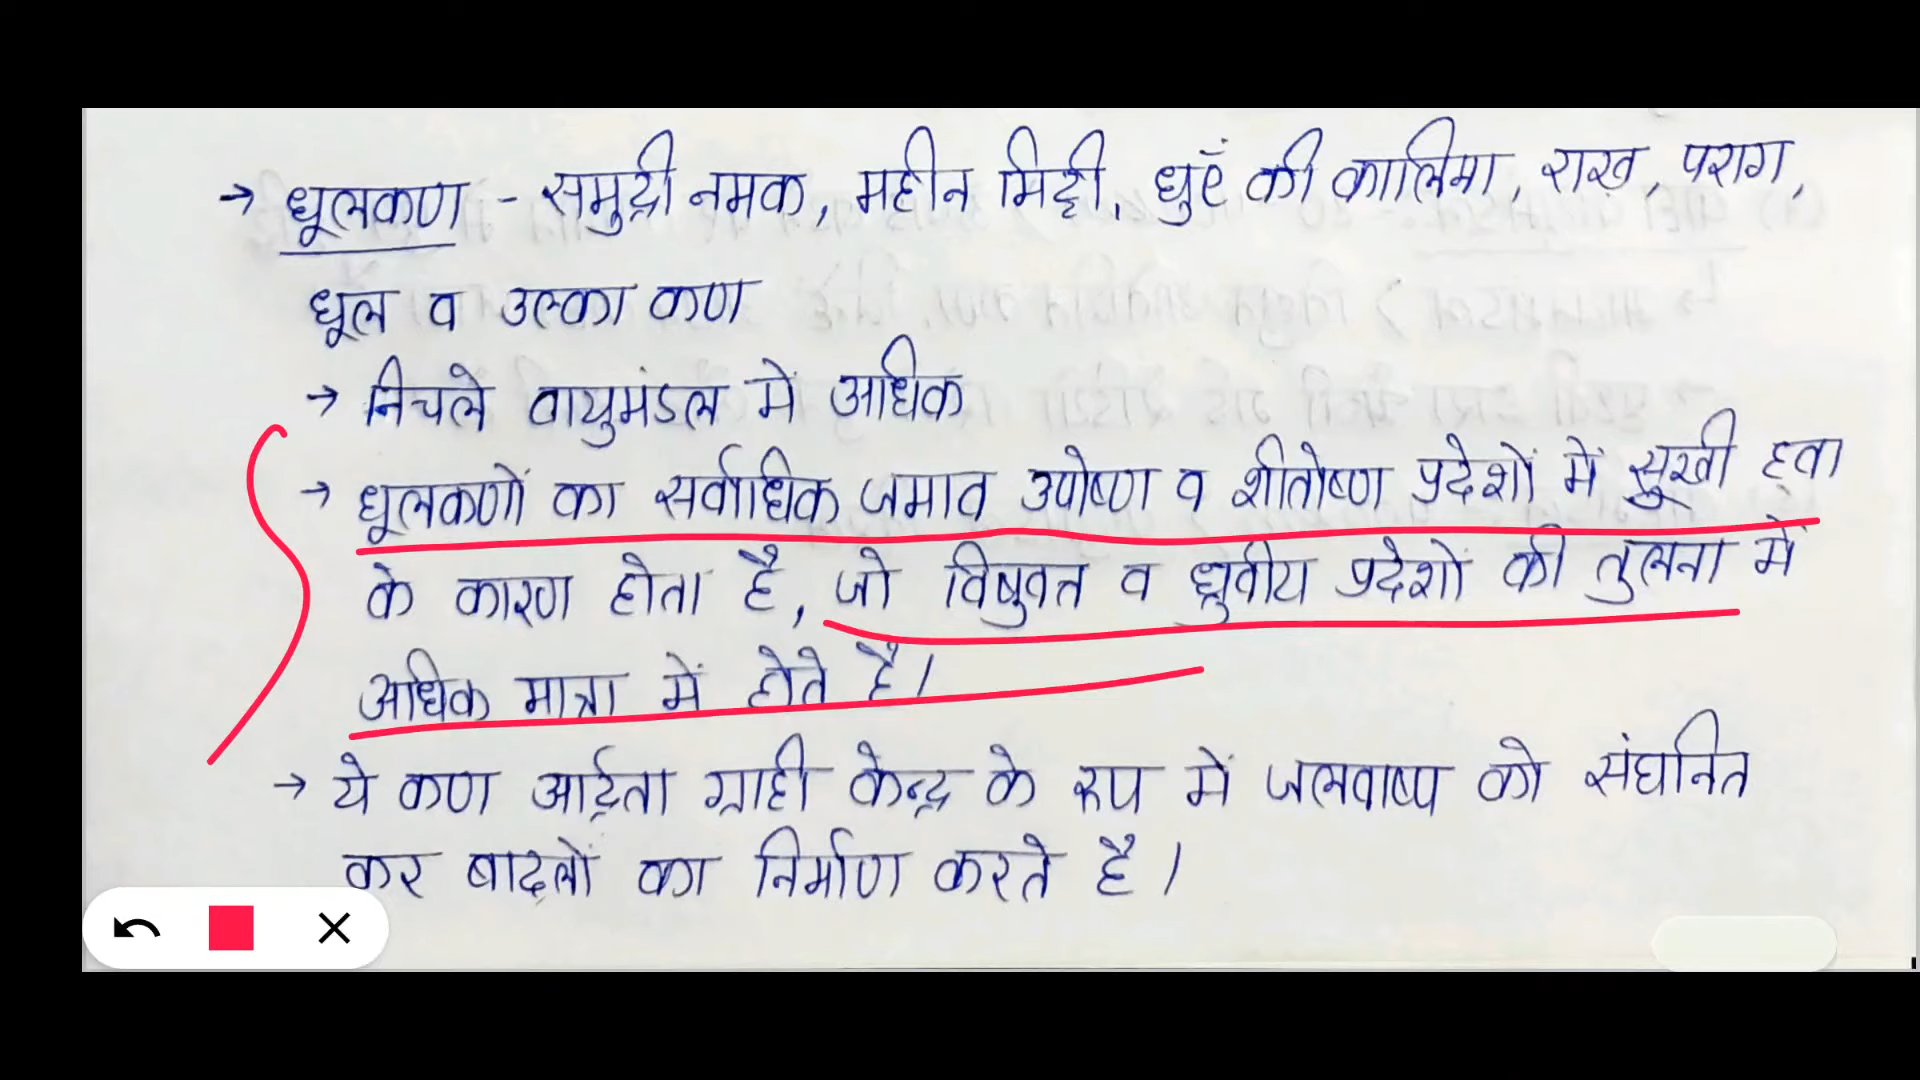 → धूलकण - समुद्री नमक, महीन मिट्टी, धुएँ की कालिमा, राख, पराग,
धूल व उल्का कण
→ निचले वायुमंडल में अधिक
→ धूलकणों का सर्वाधिक जमाव उपोष्ण व शीतोष्ण प्रदेशों में सूखी हवा
के कारण होता है, जो विषुवत व ध्रुवीय प्रदेशों की तुलना में
अधिक मात्रा में होते है।
→ ये कण आर्द्रता ग्राही केन्द्र के रूप में जलवाष्प को संघनित
कर बादलों का निर्माण करते है।